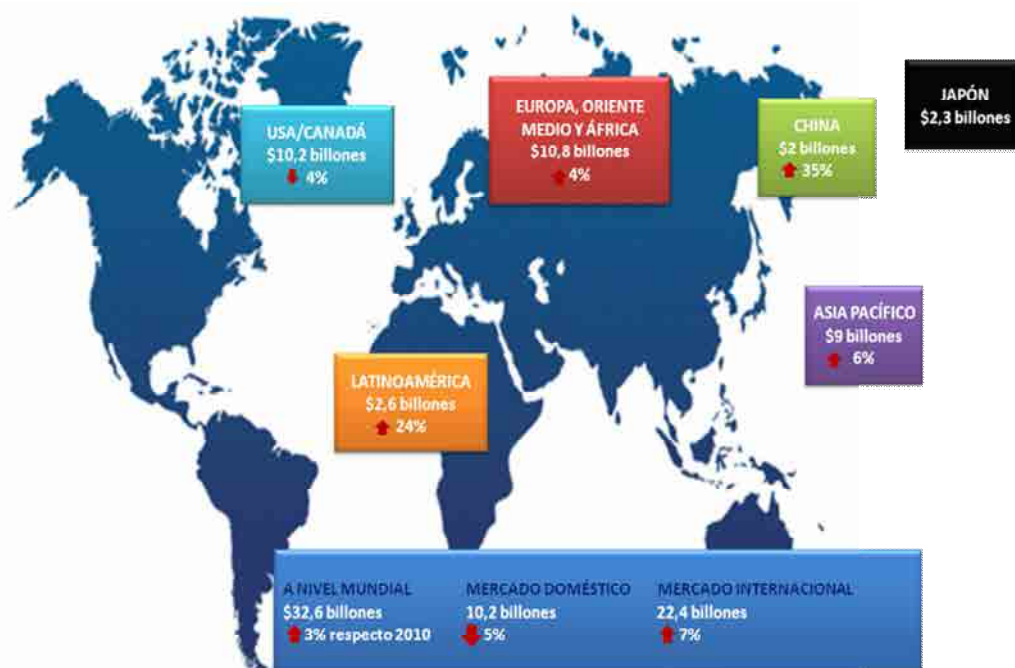 USA/CANADÁ
$10,2 billones
4%
EUROPA, ORIENTE
MEDIO Y ÁFRICA
$10,8 billones
4%
CHINA
$2 billones
35%
JAPÓN
$2,3 billones
ASIA PACÍFICO
$9 billones
6%
LATINOAMÉRICA
$2,6 billones
24%
A NIVEL MUNDIAL
$32,6 billones
3% respecto 2010
MERCADO DOMÉSTICO
10,2 billones
5%
MERCADO INTERNACIONAL
22,4 billones
7%